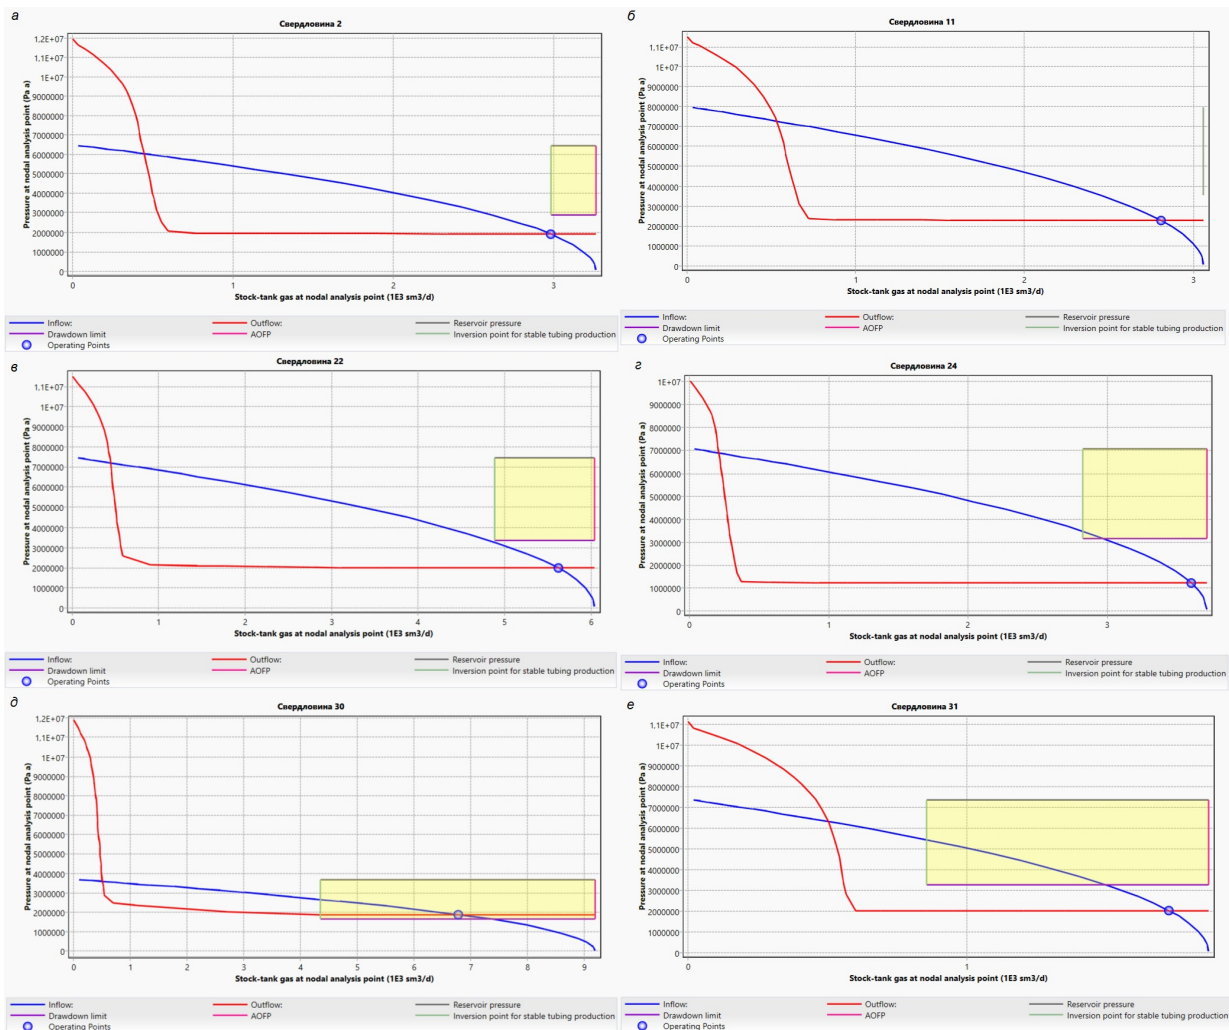 а
Свердловина 2
Pressure at nodal analysis point (Pa a)
1.2E+07
1.1E+07
1E+07
9000000
8000000
7000000
6000000
5000000
4000000
3000000
2000000
1000000
0
0 1 2 3
Stock-tank gas at nodal analysis point (1E3 sm3/d)
Inflow: Outflow: Reservoir pressure
Drawdown limit AOFP Inversion point for stable tubing production
Operating Points
б
Свердловина 11
Pressure at nodal analysis point (Pa a)
1.1E+07
1E+07
9000000
8000000
7000000
6000000
5000000
4000000
3000000
2000000
1000000
0
0 1 2 3
Stock-tank gas at nodal analysis point (1E3 sm3/d)
Inflow: Outflow: Reservoir pressure
Drawdown limit AOFP Inversion point for stable tubing production
Operating Points
в
Свердловина 22
Pressure at nodal analysis point (Pa a)
1.1E+07
1E+07
9000000
8000000
7000000
6000000
5000000
4000000
3000000
2000000
1000000
0
0 1 2 3 4 5 6
Stock-tank gas at nodal analysis point (1E3 sm3/d)
Inflow: Outflow: Reservoir pressure
Drawdown limit AOFP Inversion point for stable tubing production
Operating Points
г
Свердловина 24
Pressure at nodal analysis point (Pa a)
1E+07
9000000
8000000
7000000
6000000
5000000
4000000
3000000
2000000
1000000
0
0 1 2 3
Stock-tank gas at nodal analysis point (1E3 sm3/d)
Inflow: Outflow: Reservoir pressure
Drawdown limit AOFP Inversion point for stable tubing production
Operating Points
д
Свердловина 30
Pressure at nodal analysis point (Pa a)
1.2E+07
1.1E+07
1E+07
9000000
8000000
7000000
6000000
5000000
4000000
3000000
2000000
1000000
0
0 1 2 3 4 5 6 7 8 9
Stock-tank gas at nodal analysis point (1E3 sm3/d)
Inflow: Outflow: Reservoir pressure
Drawdown limit AOFP Inversion point for stable tubing production
Operating Points
е
Свердловина 31
Pressure at nodal analysis point (Pa a)
1.1E+07
1E+07
9000000
8000000
7000000
6000000
5000000
4000000
3000000
2000000
1000000
0
0 1
Stock-tank gas at nodal analysis point (1E3 sm3/d)
Inflow: Outflow: Reservoir pressure
Drawdown limit AOFP Inversion point for stable tubing production
Operating Points